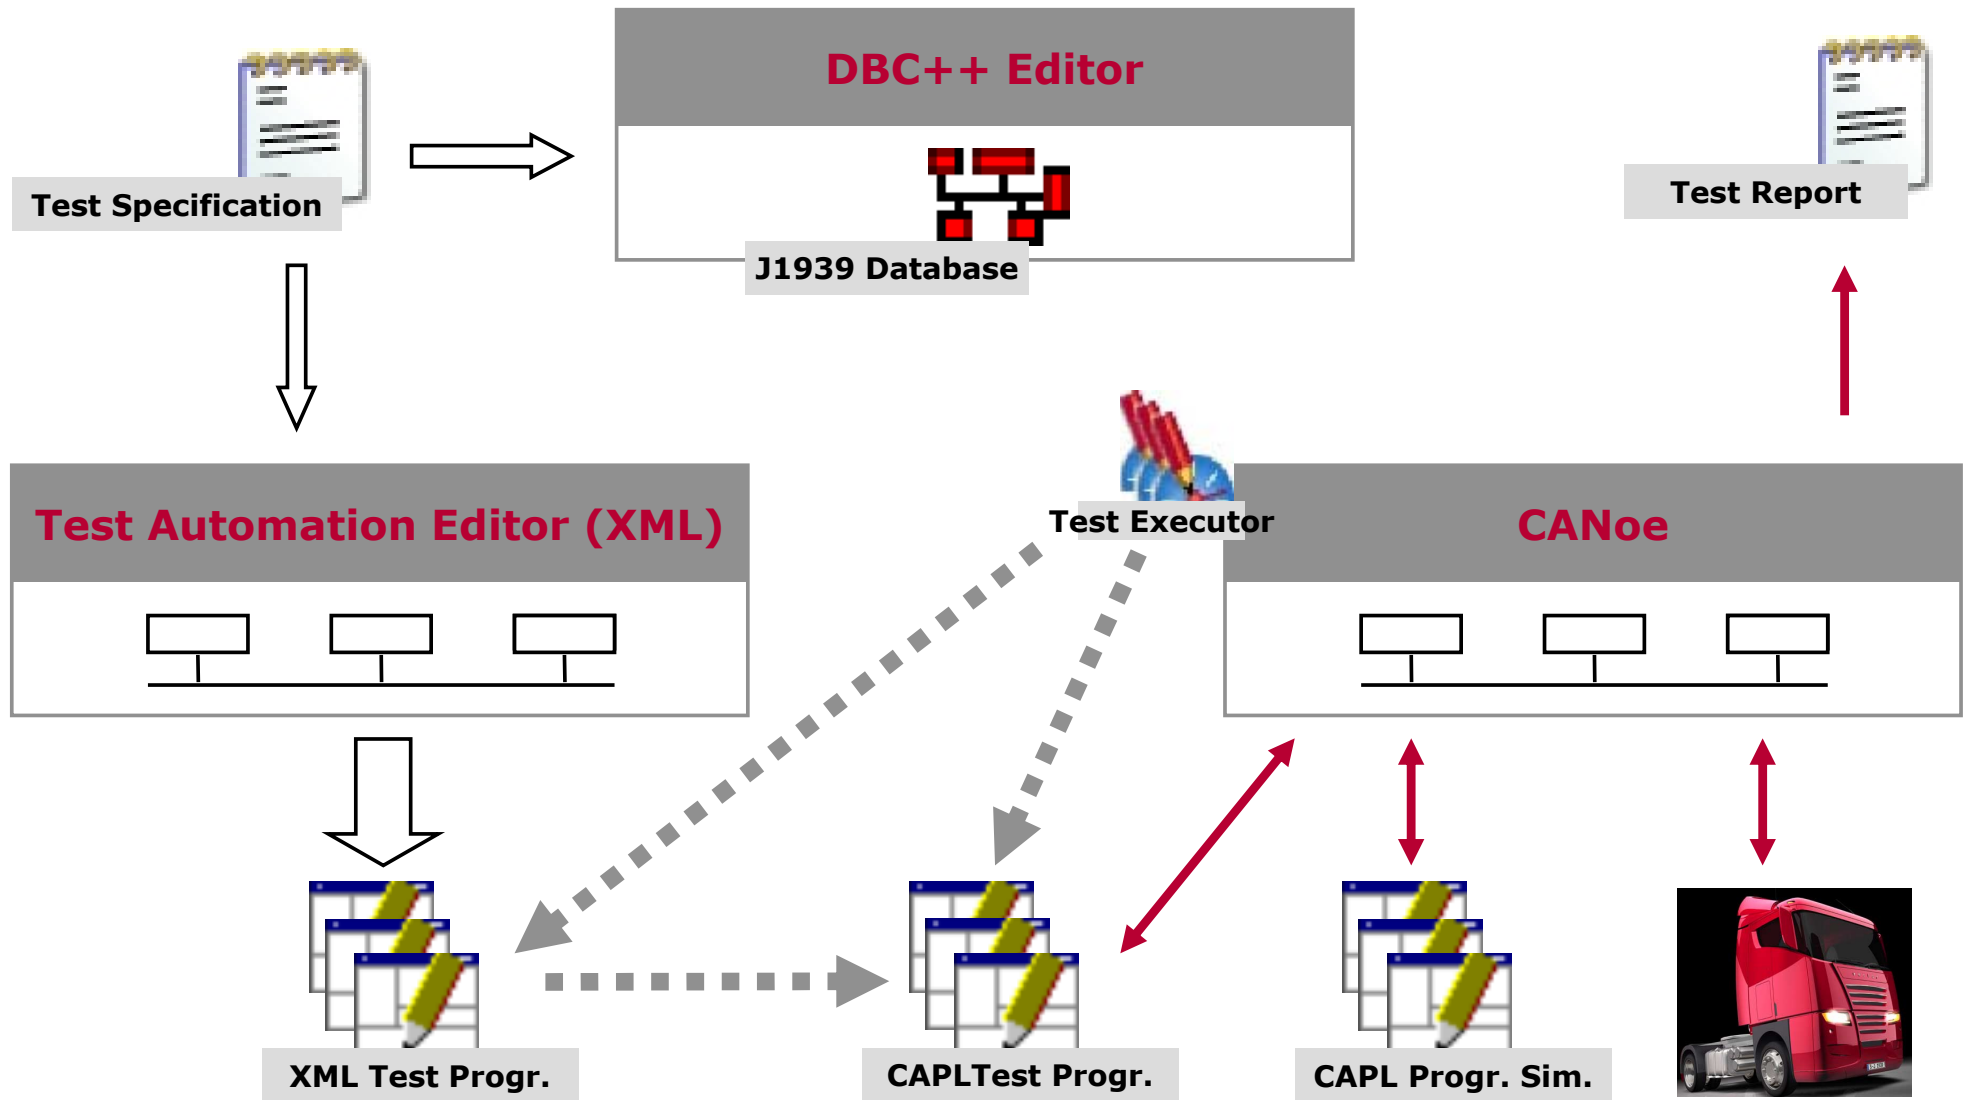 DBC++ Editor
Test Specification
Test Report
J1939 Database
Test Automation Editor (XML)
Test Executor
CANoe
XML Test Progr.
CAPLTest Progr.
CAPL Progr. Sim.